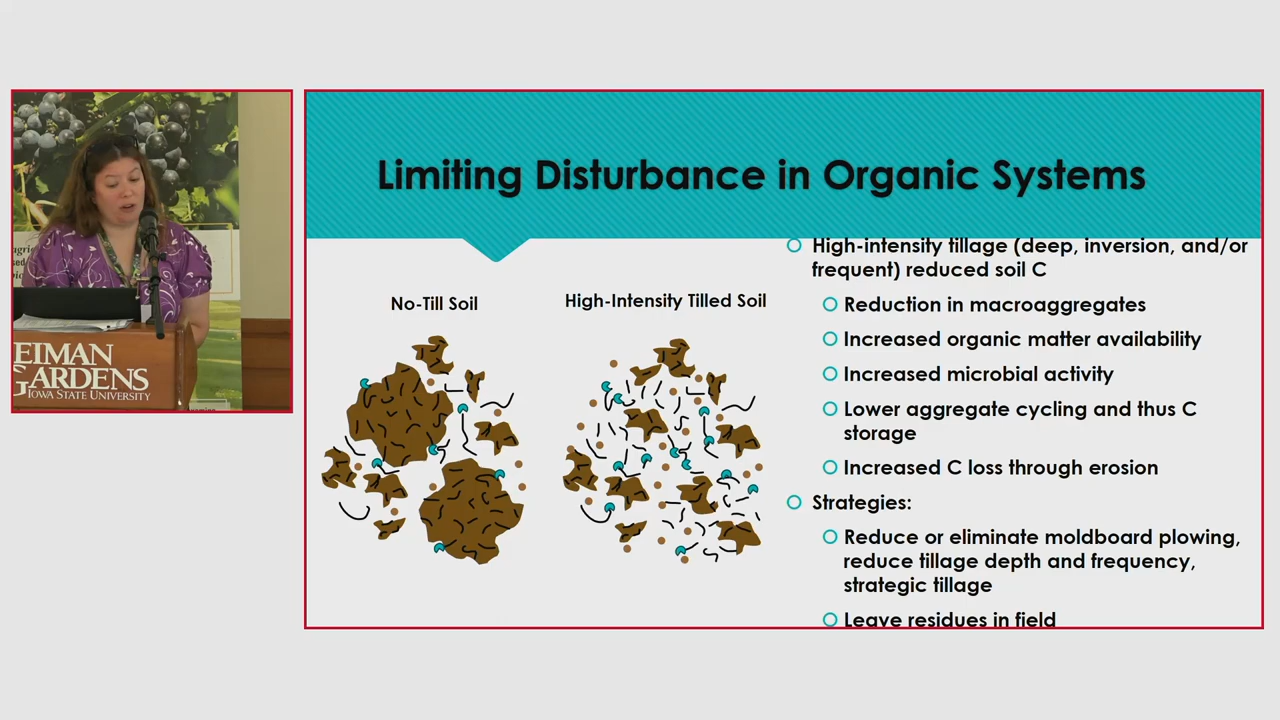 Limiting Disturbance in Organic Systems
No-Till Soil
High-Intensity Tilled Soil
High-intensity tillage (deep, inversion, and/or
frequent) reduced soil C
Reduction in macroaggregates
Increased organic matter availability
Increased microbial activity
Lower aggregate cycling and thus C
storage
Increased C loss through erosion
Strategies:
Reduce or eliminate moldboard plowing,
reduce tillage depth and frequency,
strategic tillage
Leave residues in field
EIMAN
GARDENS
IOWA STATE UNIVERSITY